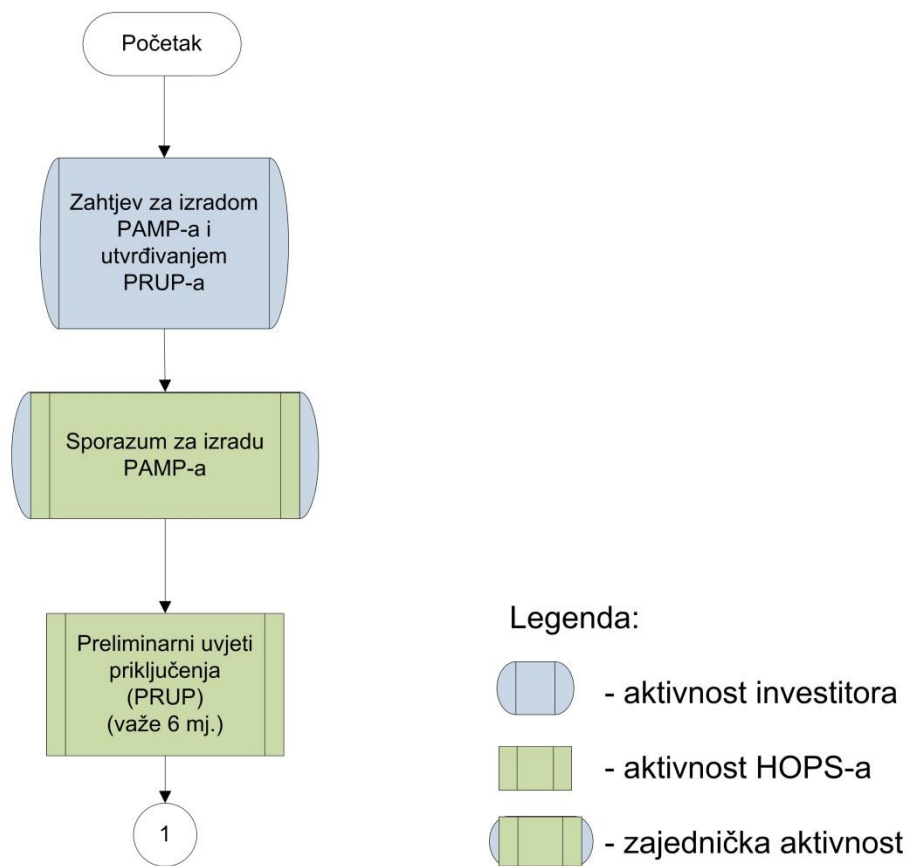 Početak
Zahtjev za izradom
PAMP-a i
utvrđivanjem
PRUP-a
Sporazum za izradu
PAMP-a
Preliminarni uvjeti
priključenja
(PRUP)
(važe 6 mj.)
1
Legenda:
- aktivnost investitora
- aktivnost HOPS-a
- zajednička aktivnost